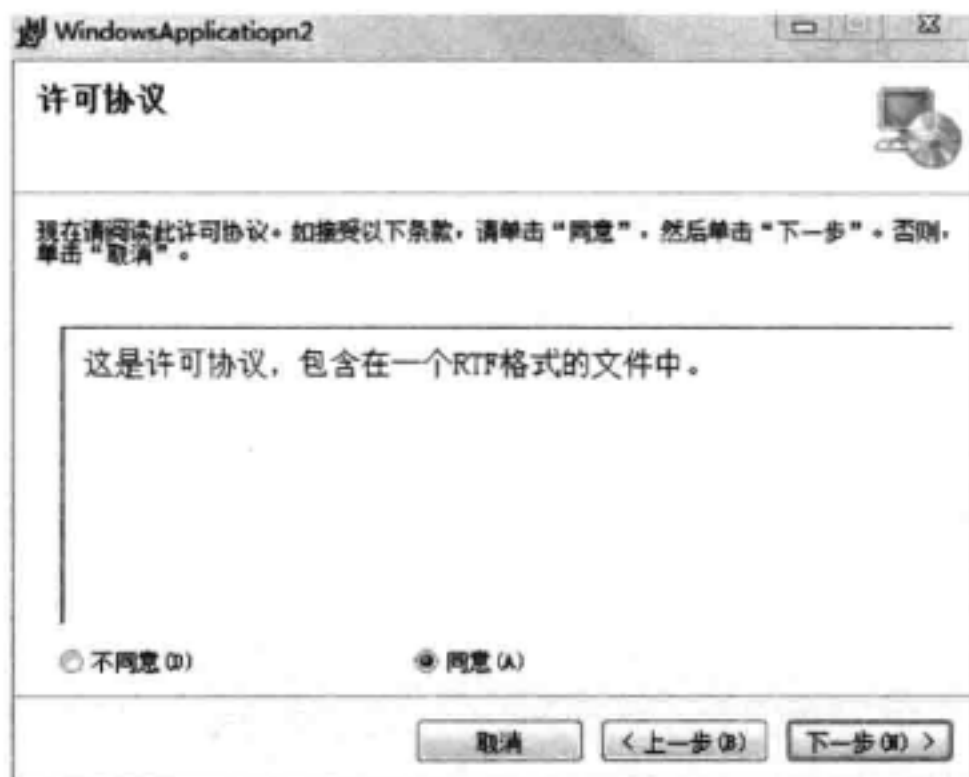 WindowsApplicatiopn2
许可协议
现在请阅读此许可协议。如接受以下条款，请单击“同意”，然后单击“下一步”。否则，
单击“取消”。
这是许可协议，包含在一个RTF格式的文件中。
不同意(D) 同意(A)
取消 < 上一步(B) 下一步(N) >